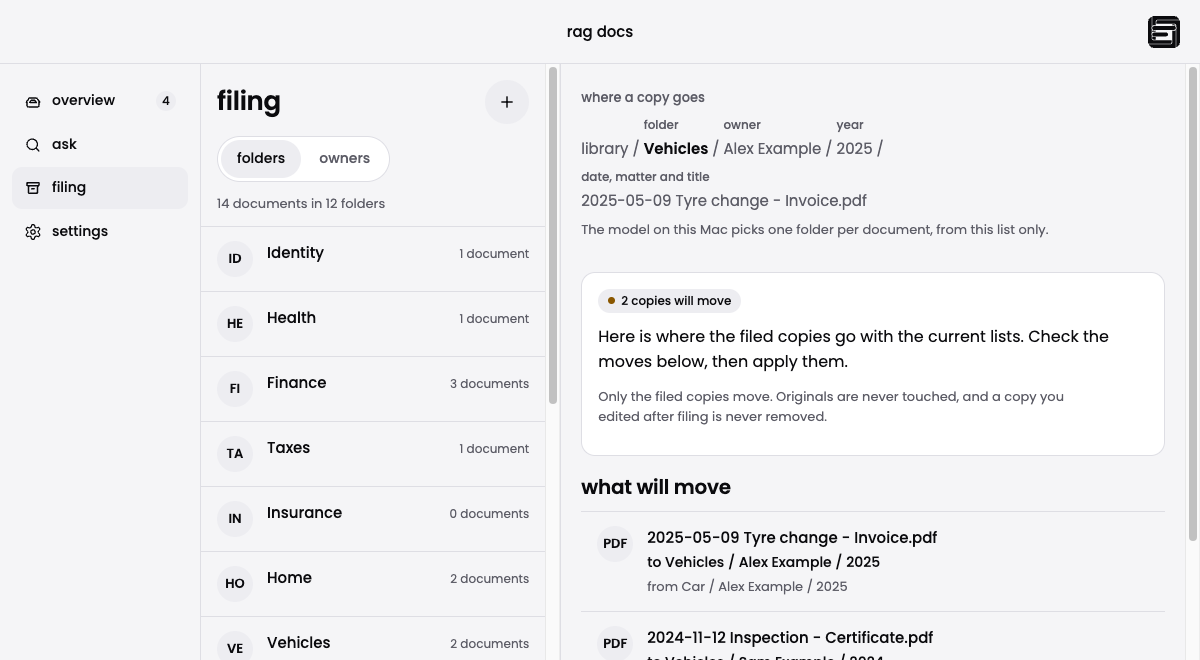 rag docs
overview 4
ask
filing
settings
filing
+
folders owners
14 documents in 12 folders
ID Identity 1 document
HE Health 1 document
FI Finance 3 documents
TA Taxes 1 document
IN Insurance 0 documents
HO Home 2 documents
VE Vehicles 2 documents
where a copy goes
folder owner year
library / Vehicles / Alex Example / 2025 /
date, matter and title
2025-05-09 Tyre change - Invoice.pdf
The model on this Mac picks one folder per document, from this list only.
2 copies will move
Here is where the filed copies go with the current lists. Check the
moves below, then apply them.
Only the filed copies move. Originals are never touched, and a copy you
edited after filing is never removed.
what will move
PDF 2025-05-09 Tyre change - Invoice.pdf
to Vehicles / Alex Example / 2025
from Car / Alex Example / 2025
PDF 2024-11-12 Inspection - Certificate.pdf
to Vehicles / Sam Example / 2024